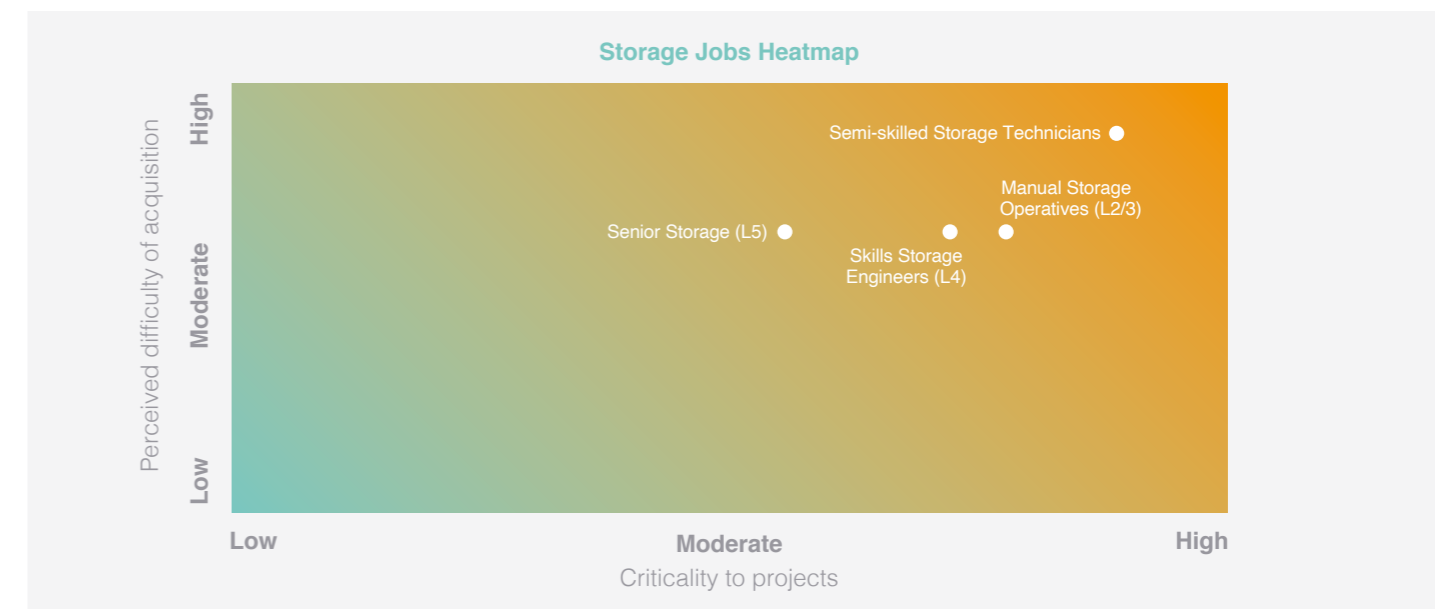 Storage Jobs Heatmap
Perceived difficulty of acquisition
High
Moderate
Low
Semi-skilled Storage Technicians
Manual Storage
Operatives (L2/3)
Senior Storage (L5)
Skills Storage
Engineers (L4)
Low
Moderate
High
Criticality to projects